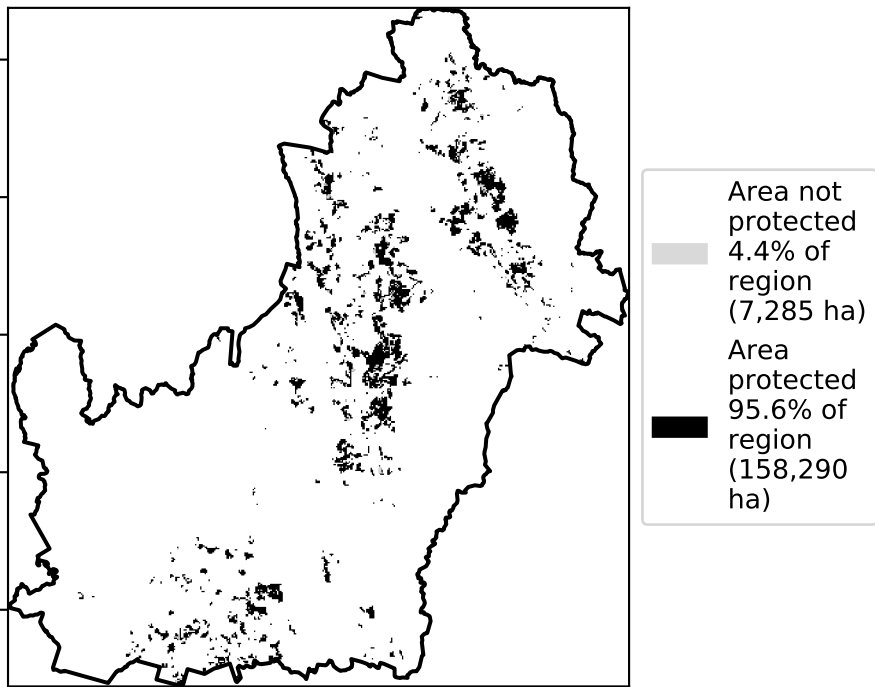 Area not
protected
4.4% of
region
(7,285 ha)
Area
protected
95.6% of
region
(158,290
ha)